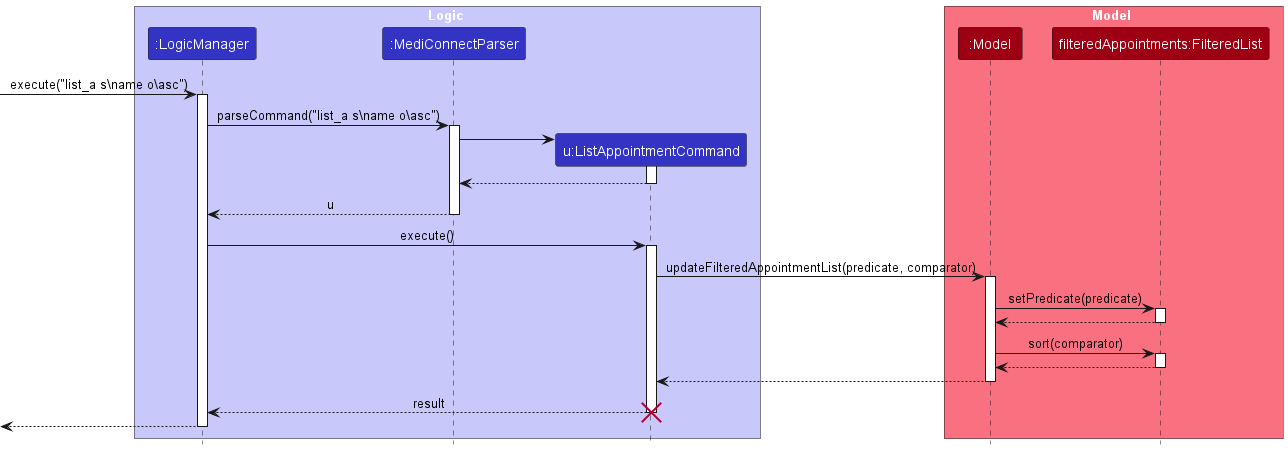 Logic
Model
:LogicManager
:MediConnectParser
:Model
filteredAppointments:FilteredList
execute("list_a s\name o\asc")
parseCommand("list_a s\name o\asc")
u:ListAppointmentCommand
u
execute()
updateFilteredAppointmentList(predicate, comparator)
setPredicate(predicate)
sort(comparator)
result